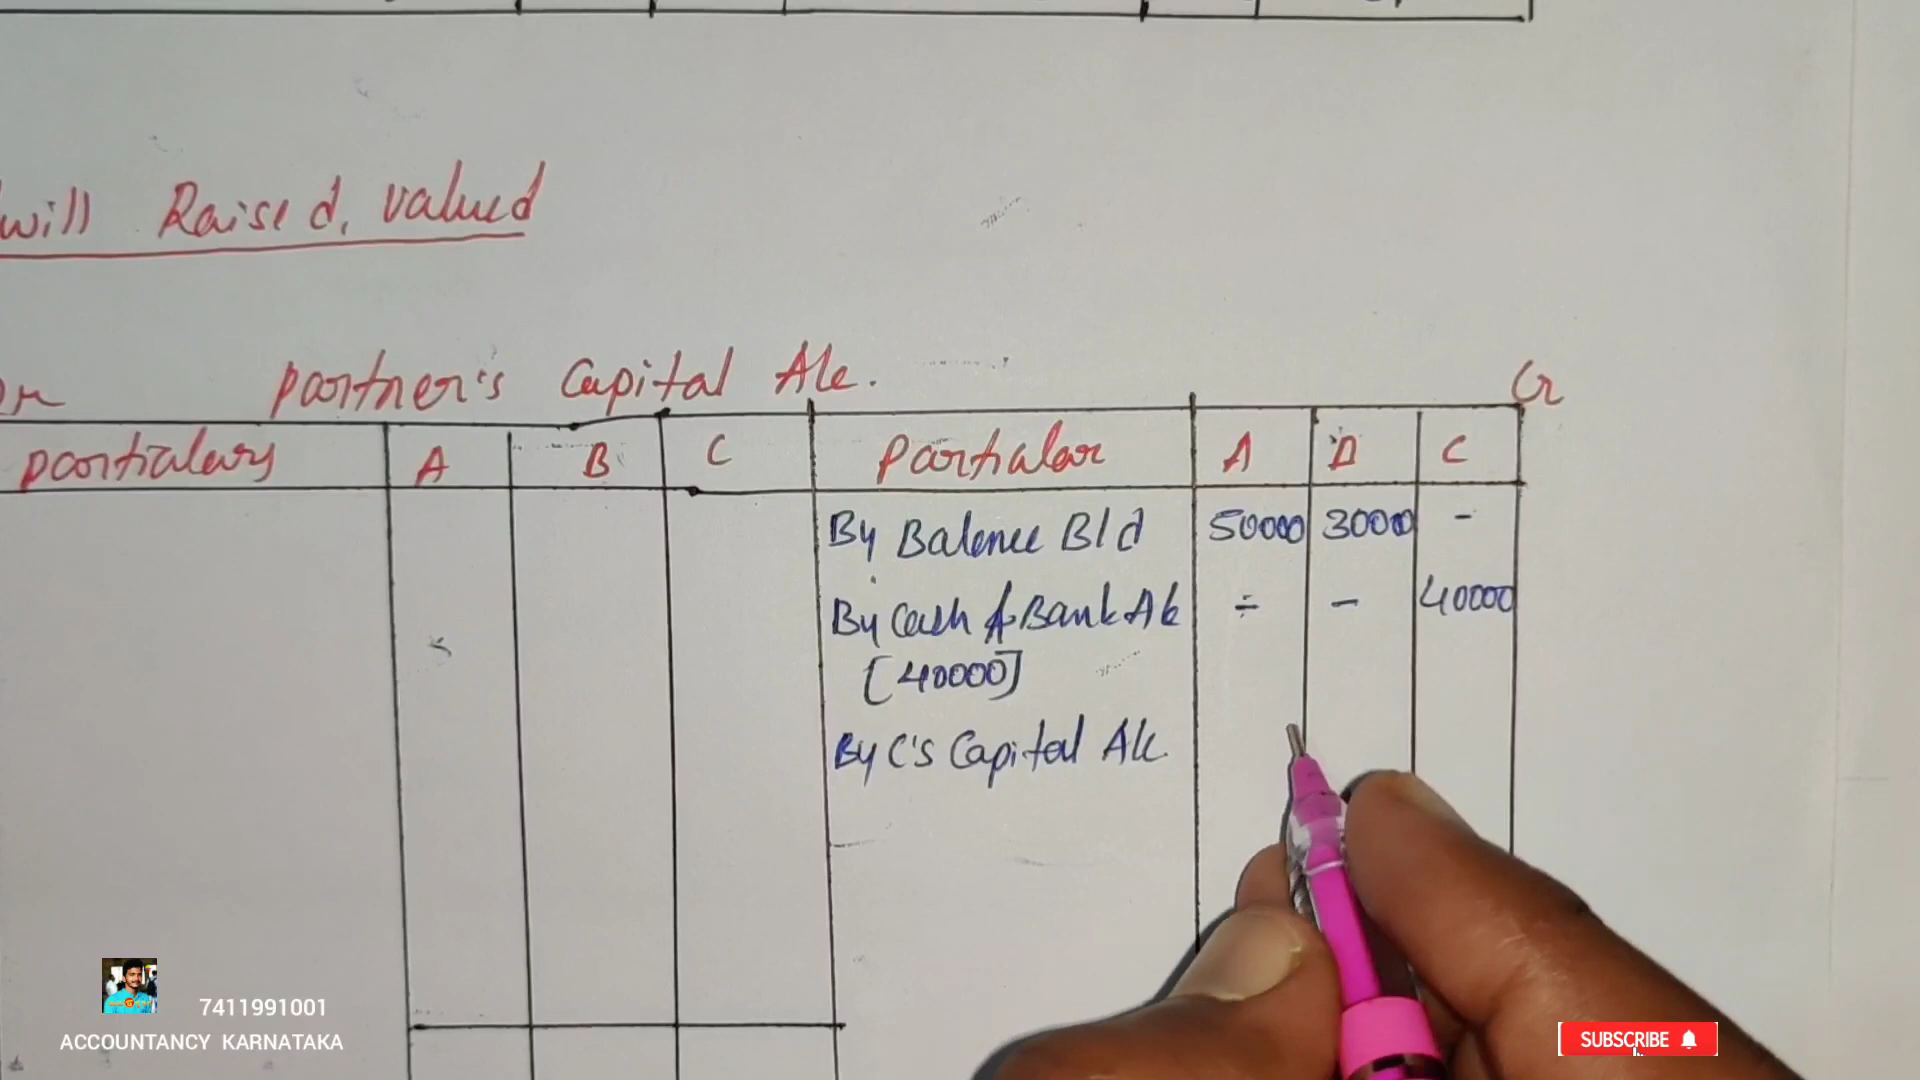 will Raised, valued
Partner's Capital A/c.
Cr
Particulars A B C Particular A B C
By Balence B/d 50000 30000 -
By Cash A- Bank A/c - - 40000
[40000]
By C's Capital A/c
7411991001
ACCOUNTANCY KARNATAKA
SUBSCRIBE